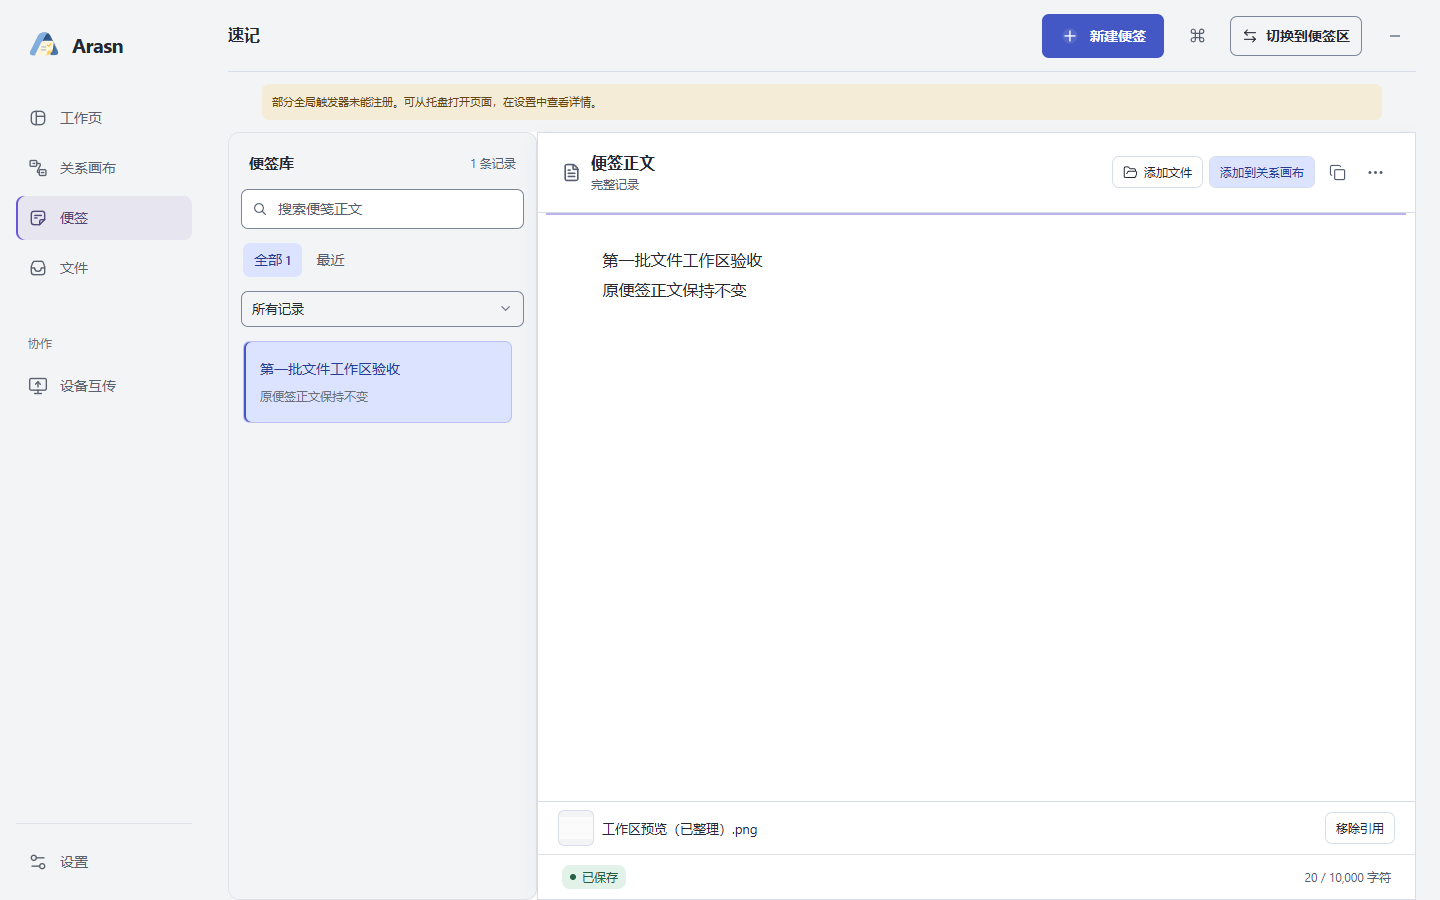 Arasn
工作页
关系画布
便签
文件
协作
设备互传
设置
速记
新建便签
切换到便签区
部分全局触发器未能注册。可从托盘打开页面，在设置中查看详情。
便签库
1 条记录
搜索便笺正文
全部 1
最近
所有记录
第一批文件工作区验收
原便签正文保持不变
便签正文
完整记录
添加文件
添加到关系画布
第一批文件工作区验收
原便签正文保持不变
工作区预览（已整理）.png
移除引用
已保存
20 / 10,000 字符